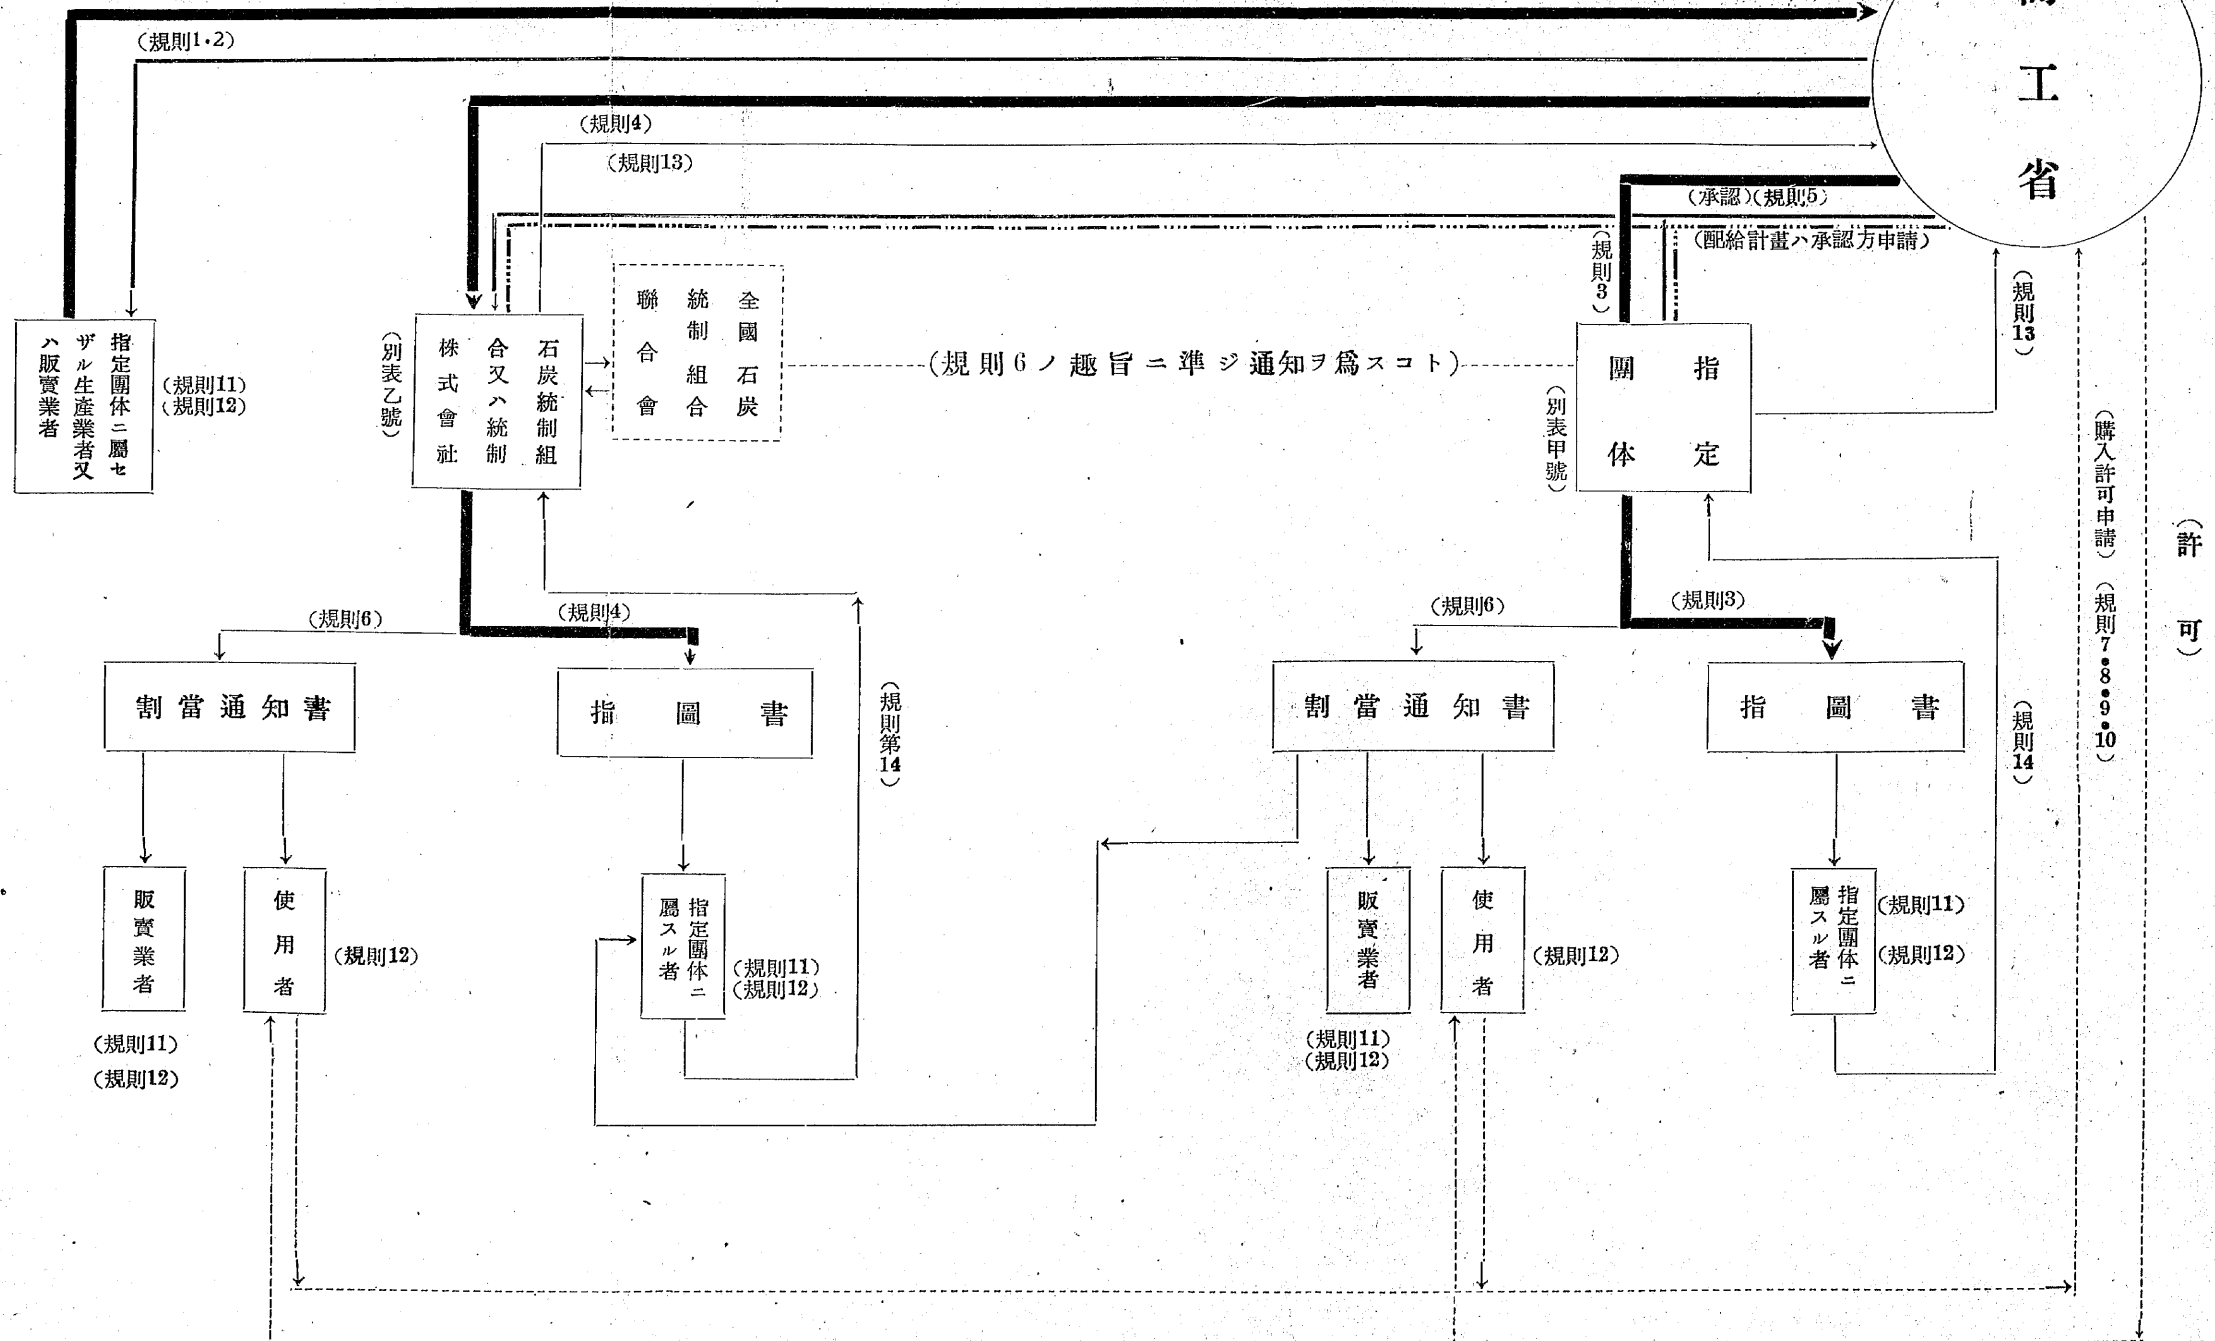 商工省
(規則1・2)
(規則4)
(規則13)
(承認)(規則5)
(配給計畫ハ承認方申請)
(規則3)
(規則13)
(購入許可申請)(規則7・8・9・10)
(許可)
指定團体ニ屬セ
ザル生產業者又
ハ販賣業者
(規則11)
(規則12)
(別表乙號)
石炭統制組
合又ハ統制
株式會社
全國石炭
統制組合
聯合會
(規則6ノ趣旨ニ準ジ通知ヲ爲スコト)
(別表甲號)
指定
團体
(規則6)
(規則4)
(規則6)
(規則3)
割當通知書
指圖書
(規則第14)
割當通知書
指圖書
(規則14)
販賣業者
(規則11)
(規則12)
使用者
(規則12)
指定團体ニ
屬スル者
(規則11)
(規則12)
販賣業者
(規則11)
(規則12)
使用者
(規則12)
指定團体ニ
屬スル者
(規則11)
(規則12)